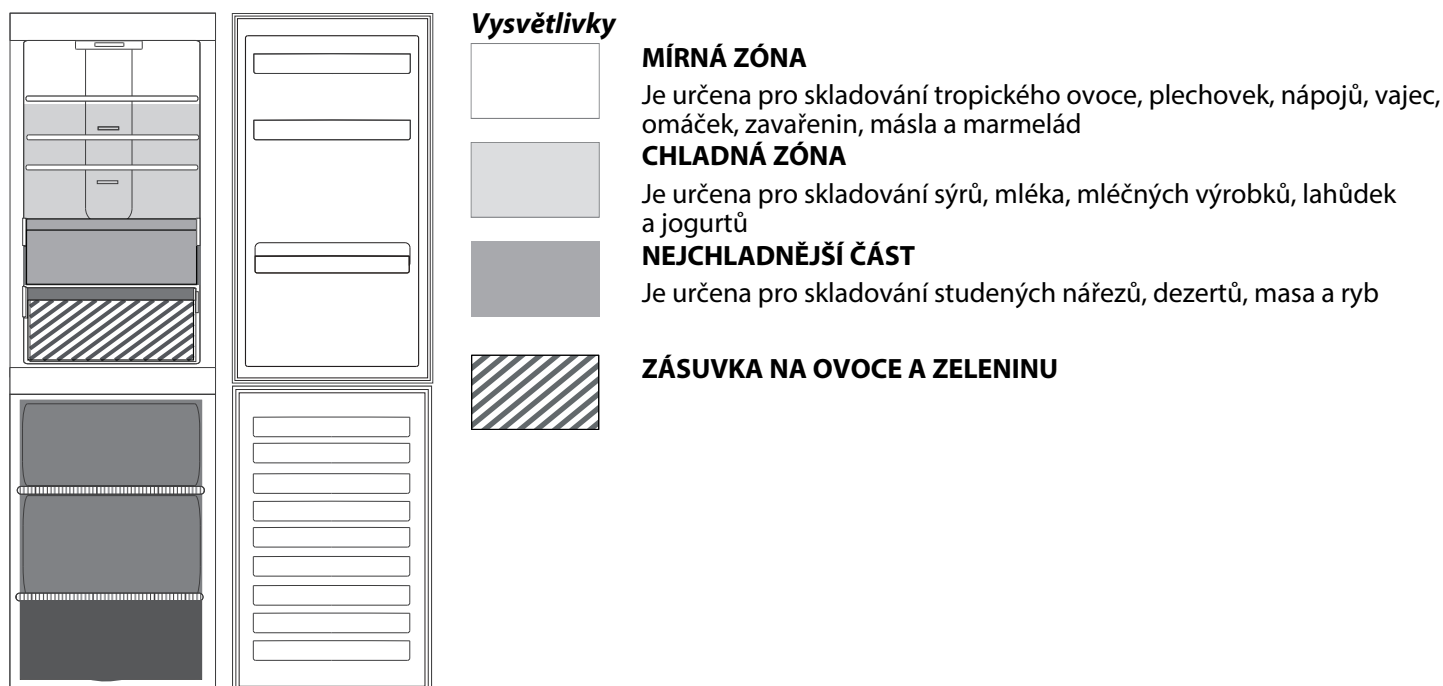 Vysvětlivky
MÍRNÁ ZÓNA
Je určena pro skladování tropického ovoce, plechovek, nápojů, vajec,
omáček, zavařenin, másla a marmelád
CHLADNÁ ZÓNA
Je určena pro skladování sýrů, mléka, mléčných výrobků, lahůdek
a jogurtů
NEJCHLADNĚJŠÍ ČÁST
Je určena pro skladování studených nářezů, dezertů, masa a ryb
ZÁSUVKA NA OVOCE A ZELENINU